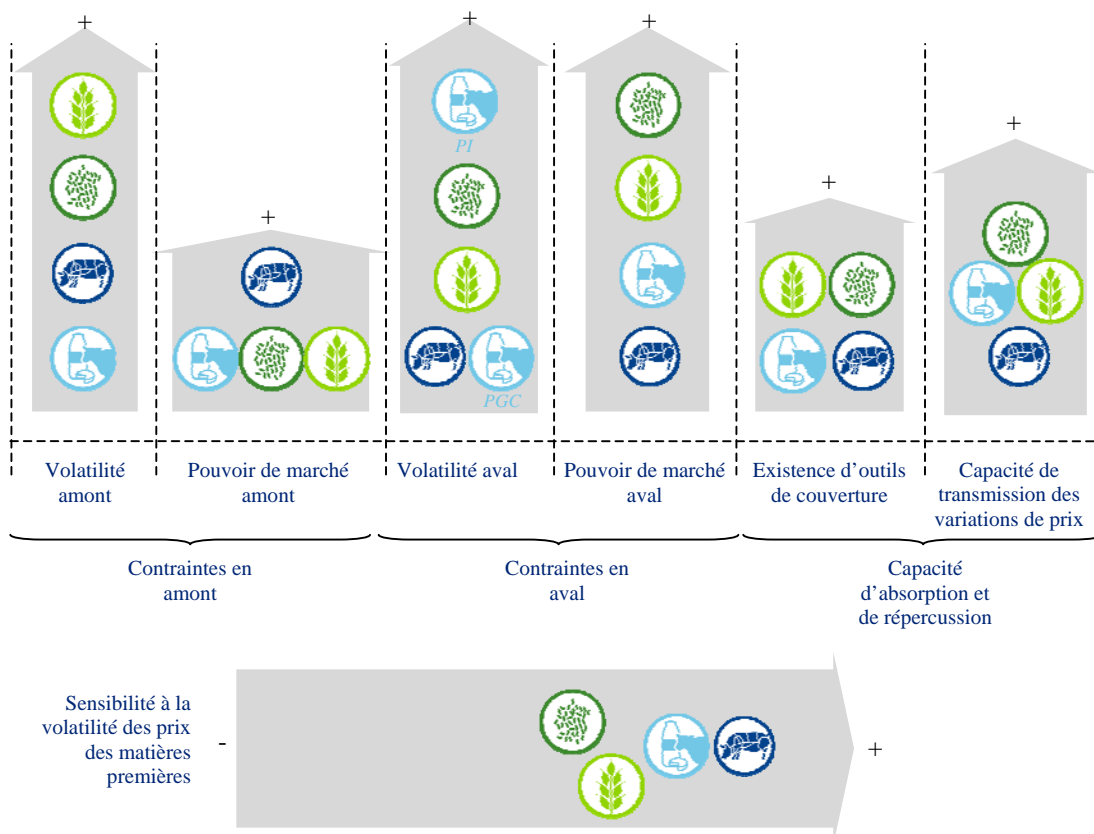 +
+
+
+
+
+
PI
PGC
Volatilité
amont
Pouvoir de marché
amont
Volatilité aval
Pouvoir de marché
aval
Existence d'outils
de couverture
Capacité de
transmission des
variations de prix
Contraintes en
amont
Contraintes en
aval
Capacité
d'absorption et
de répercussion
Sensibilité à la
volatilité des prix
des matières
premières
-
+